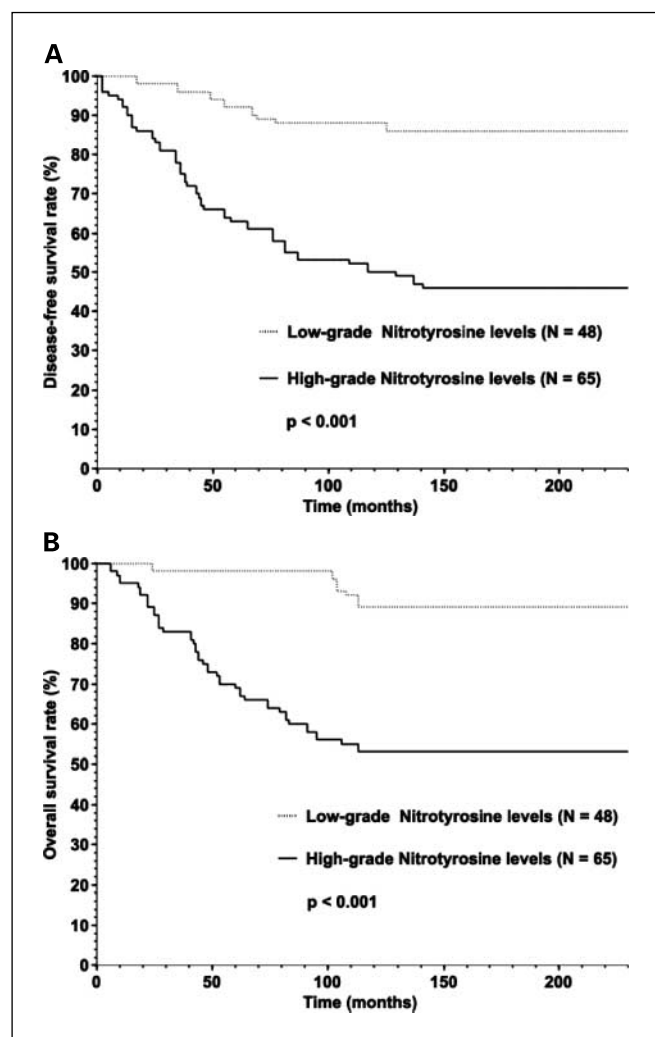 A
100
90
80
70
60
50
40
30
20
10
0
Disease-free survival rate (%)
Low-grade Nitrotyrosine levels (N = 48)
High-grade Nitrotyrosine levels (N = 65)
p < 0.001
0 50 100 150 200
Time (months)
B
100
90
80
70
60
50
40
30
20
10
0
Overall survival rate (%)
Low-grade Nitrotyrosine levels (N = 48)
High-grade Nitrotyrosine levels (N = 65)
p < 0.001
0 50 100 150 200
Time (months)